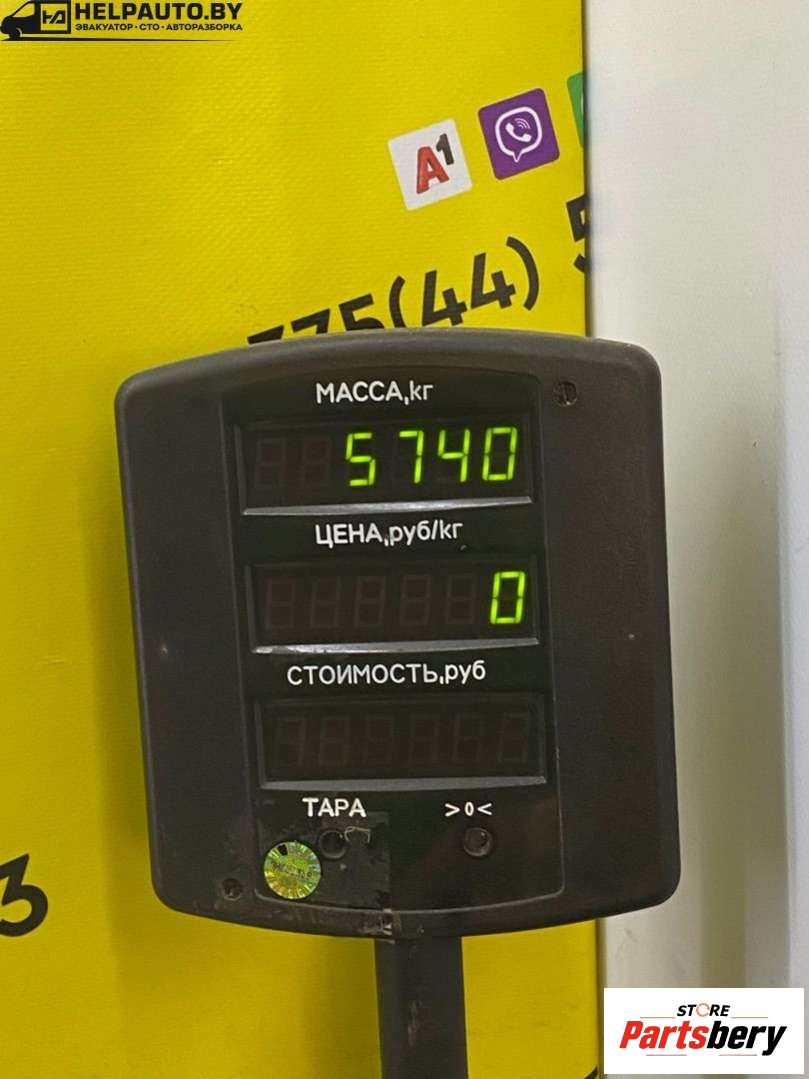 HELPAUTO.BY
ЭВАКУАТОР • СТО • АВТОРАЗБОРКА
A1
375(44) 5
МАССА,кг
5740
ЦЕНА,руб/кг
0
СТОИМОСТЬ,руб
ТАРА >0<
3
STORE
Partsbery